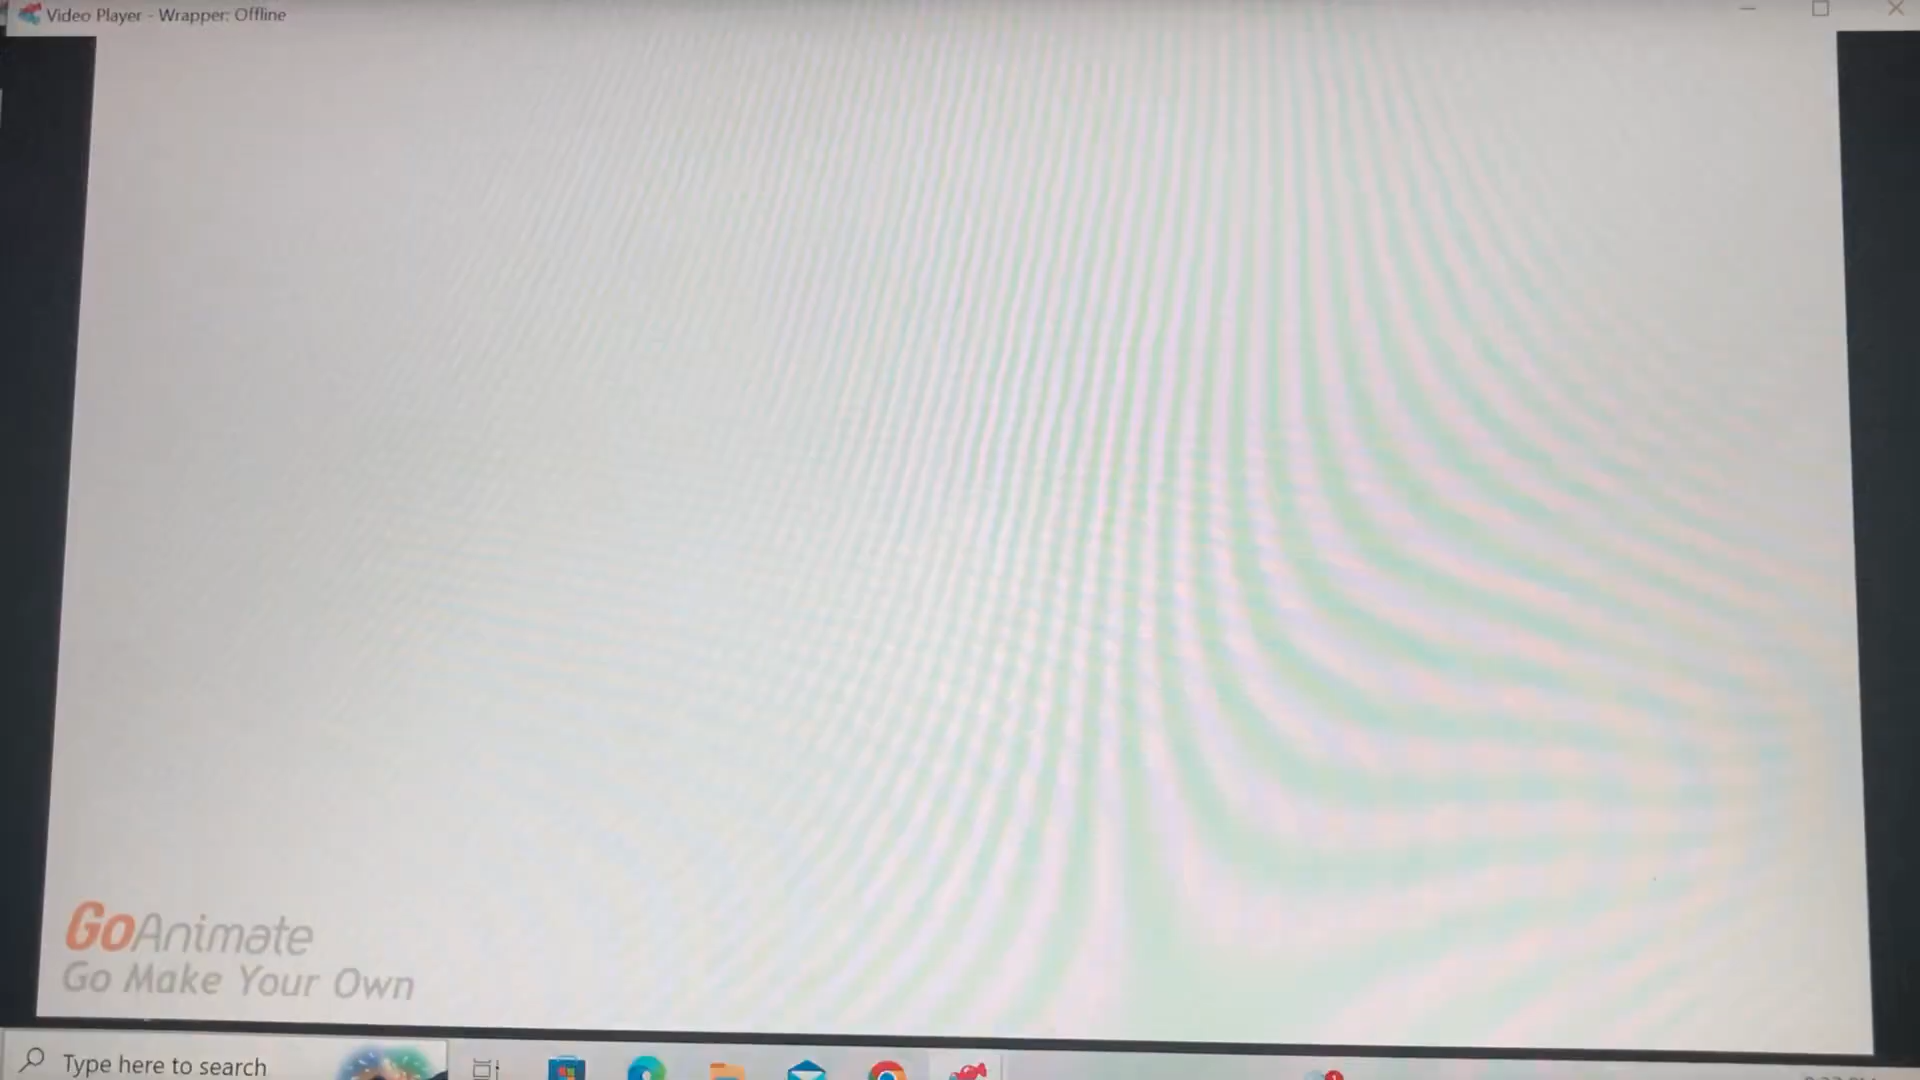 Video Player - Wrapper: Offline
GoAnimate
Go Make Your Own
Type here to search